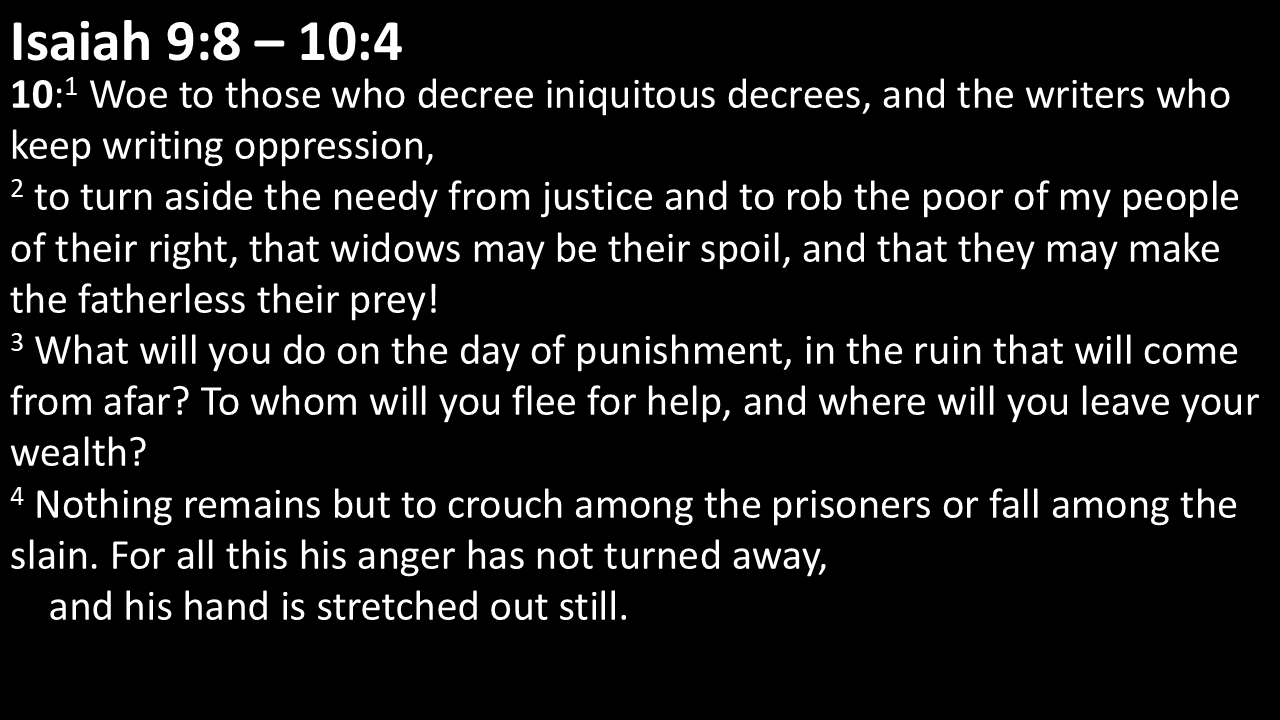 Isaiah 9:8 – 10:4
10:1 Woe to those who decree iniquitous decrees, and the writers who
keep writing oppression,
2 to turn aside the needy from justice and to rob the poor of my people
of their right, that widows may be their spoil, and that they may make
the fatherless their prey!
3 What will you do on the day of punishment, in the ruin that will come
from afar? To whom will you flee for help, and where will you leave your
wealth?
4 Nothing remains but to crouch among the prisoners or fall among the
slain. For all this his anger has not turned away,
and his hand is stretched out still.